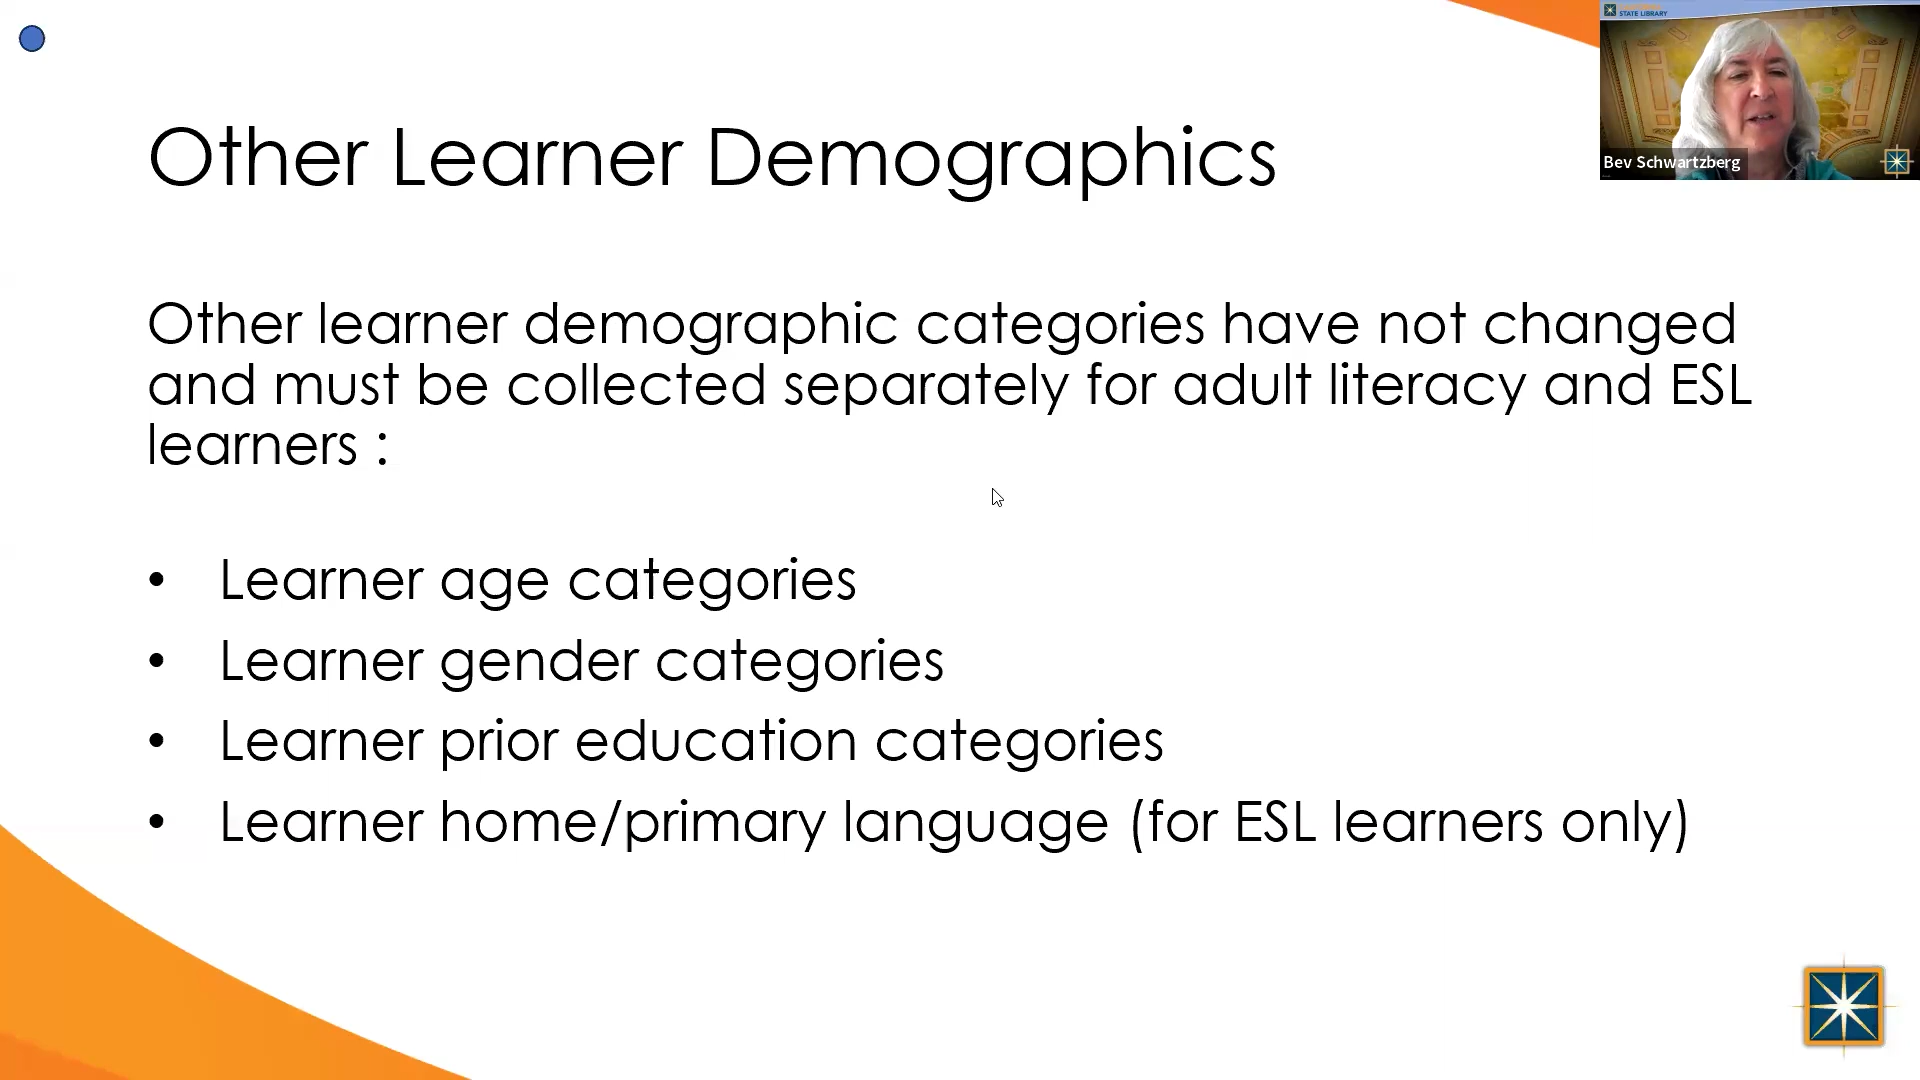 STATE LIBRARY
Bev Schwartzberg
Other Learner Demographics
Other learner demographic categories have not changed
and must be collected separately for adult literacy and ESL
learners :
• Learner age categories
• Learner gender categories
• Learner prior education categories
• Learner home/primary language (for ESL learners only)